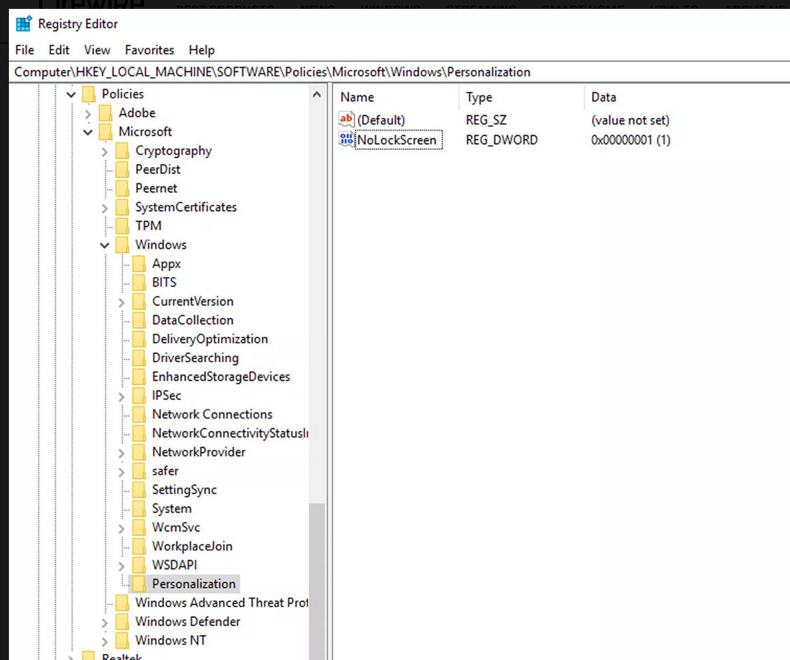 Registry Editor
File Edit View Favorites Help
Computer\HKEY_LOCAL_MACHINE\SOFTWARE\Policies\Microsoft\Windows\Personalization
Policies
Adobe
Microsoft
Cryptography
PeerDist
Peernet
SystemCertificates
TPM
Windows
Appx
BITS
CurrentVersion
DataCollection
DeliveryOptimization
DriverSearching
EnhancedStorageDevices
IPSec
Network Connections
NetworkConnectivityStatusIn
NetworkProvider
safer
SettingSync
System
WcmSvc
WorkplaceJoin
WSDAPI
Personalization
Windows Advanced Threat Prot
Windows Defender
Windows NT
Realtek
Name Type Data
ab (Default) REG_SZ (value not set)
NoLockScreen REG_DWORD 0x00000001 (1)